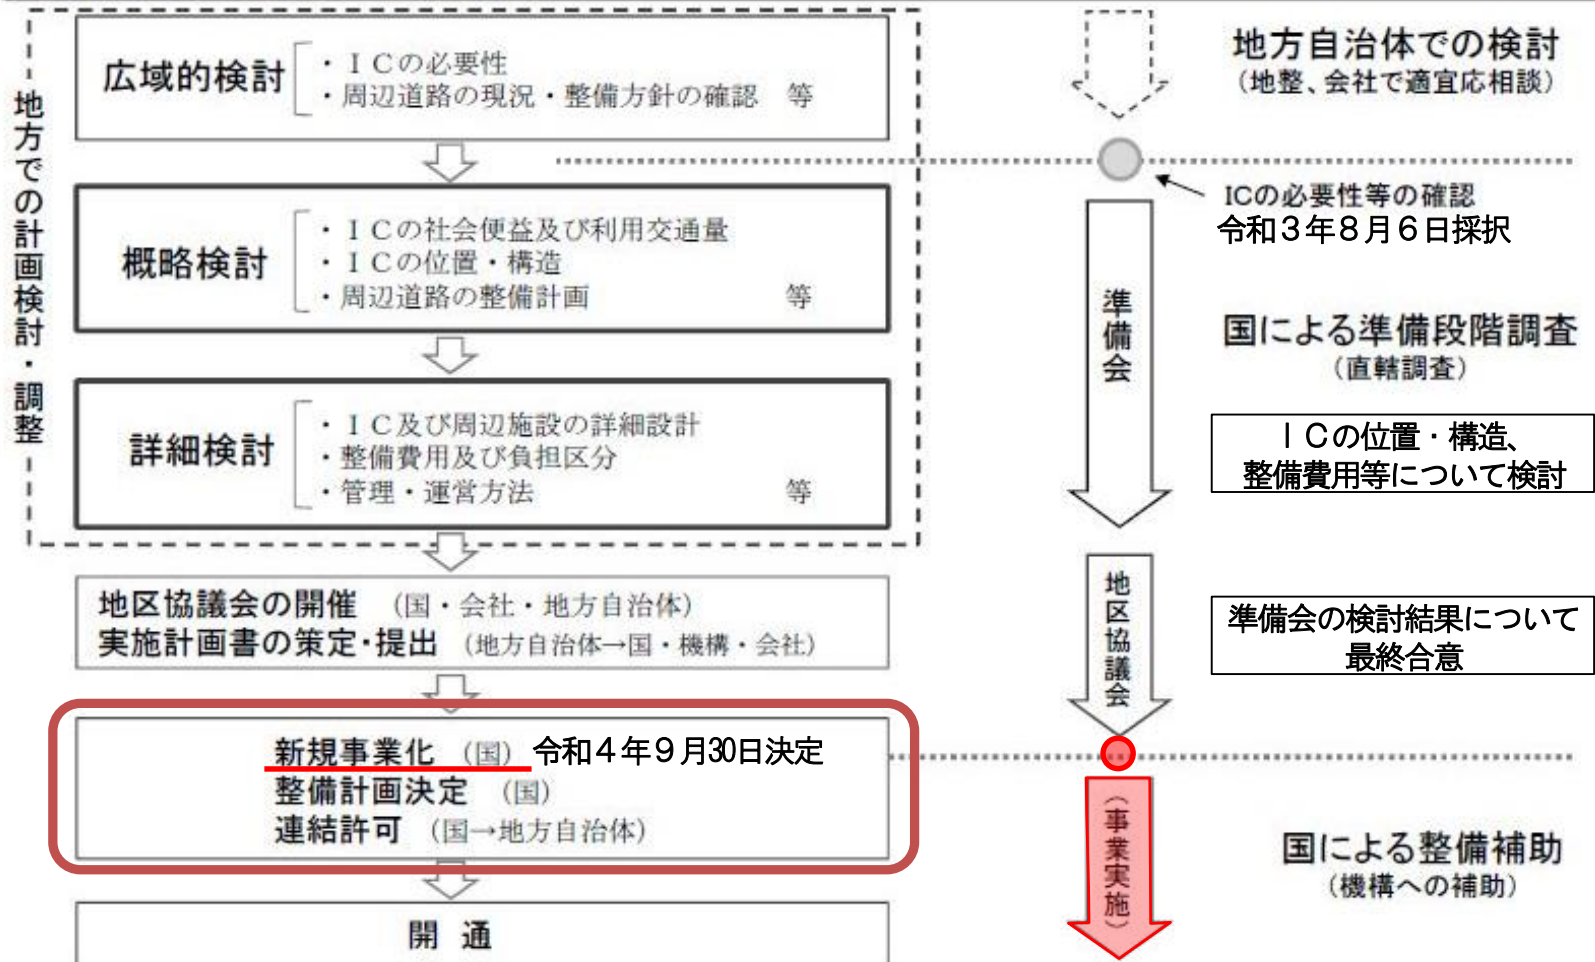 地方での計画検討・調整
広域的検討
・ＩＣの必要性
・周辺道路の現況・整備方針の確認　等
概略検討
・ＩＣの社会便益及び利用交通量
・ＩＣの位置・構造
・周辺道路の整備計画　等
詳細検討
・ＩＣ及び周辺施設の詳細設計
・整備費用及び負担区分
・管理・運営方法　等
地区協議会の開催　（国・会社・地方自治体）
実施計画書の策定・提出　（地方自治体→国・機構・会社）
新規事業化　（国）　令和４年９月30日決定
整備計画決定　（国）
連結許可　（国→地方自治体）
開　通
地方自治体での検討
（地整、会社で適宜応相談）
ICの必要性等の確認
令和３年８月６日採択
準備会
国による準備段階調査
（直轄調査）
ＩＣの位置・構造、
整備費用等について検討
地区協議会
準備会の検討結果について
最終合意
（事業実施）
国による整備補助
（機構への補助）